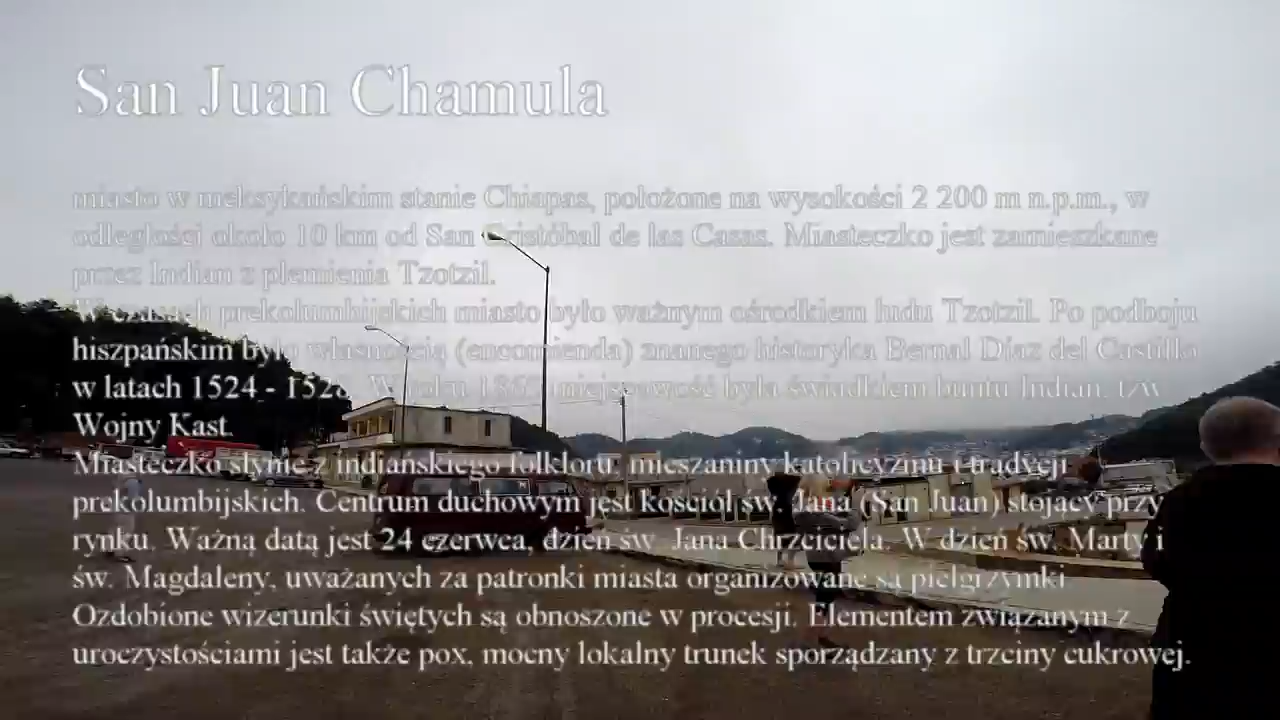 San Juan Chamula
miasto w meksykańskim stanie Chiapas, położone na wysokości 2 200 m n.p.m., w
odległości około 10 km od San Cristóbal de las Casas. Miasteczko jest zamieszkane
przez Indian z plemienia Tzotzil.
W czasach prekolumbijskich miasto było ważnym ośrodkiem ludu Tzotzil. Po podboju
hiszpańskim było własnością (encomienda) znanego historyka Bernal Díaz del Castillo
w latach 1524 - 1528. W roku miejscowość była świadkiem buntu Indian, tzw
Wojny Kast.
Miasteczko słynie z indiańskiego folkloru, mieszaniny katolicyzmu i tradycji
prekolumbijskich. Centrum duchowym jest kościół św. Jana (San Juan) stojący przy
rynku. Ważną datą jest 24 czerwca, dzień św. Jana Chrzciciela. W dzień św. Marty i
św. Magdaleny, uważanych za patronki miasta organizowane są pielgrzymki.
Ozdobione wizerunki świętych są obnoszone w procesji. Elementem związanym z
uroczystościami jest także pox, mocny lokalny trunek sporządzany z trzciny cukrowej.